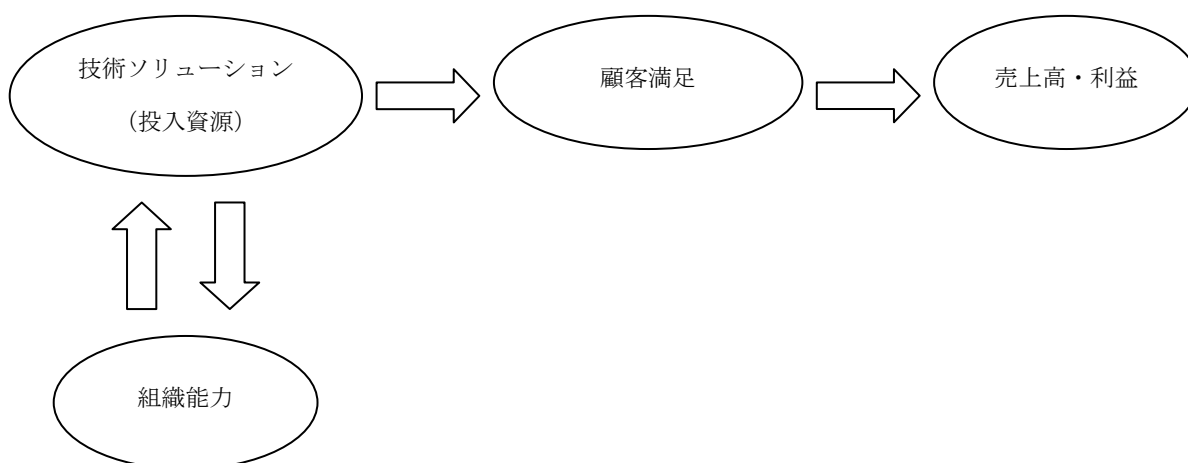 技術ソリューション
（投入資源）
顧客満足
売上高・利益
組織能力